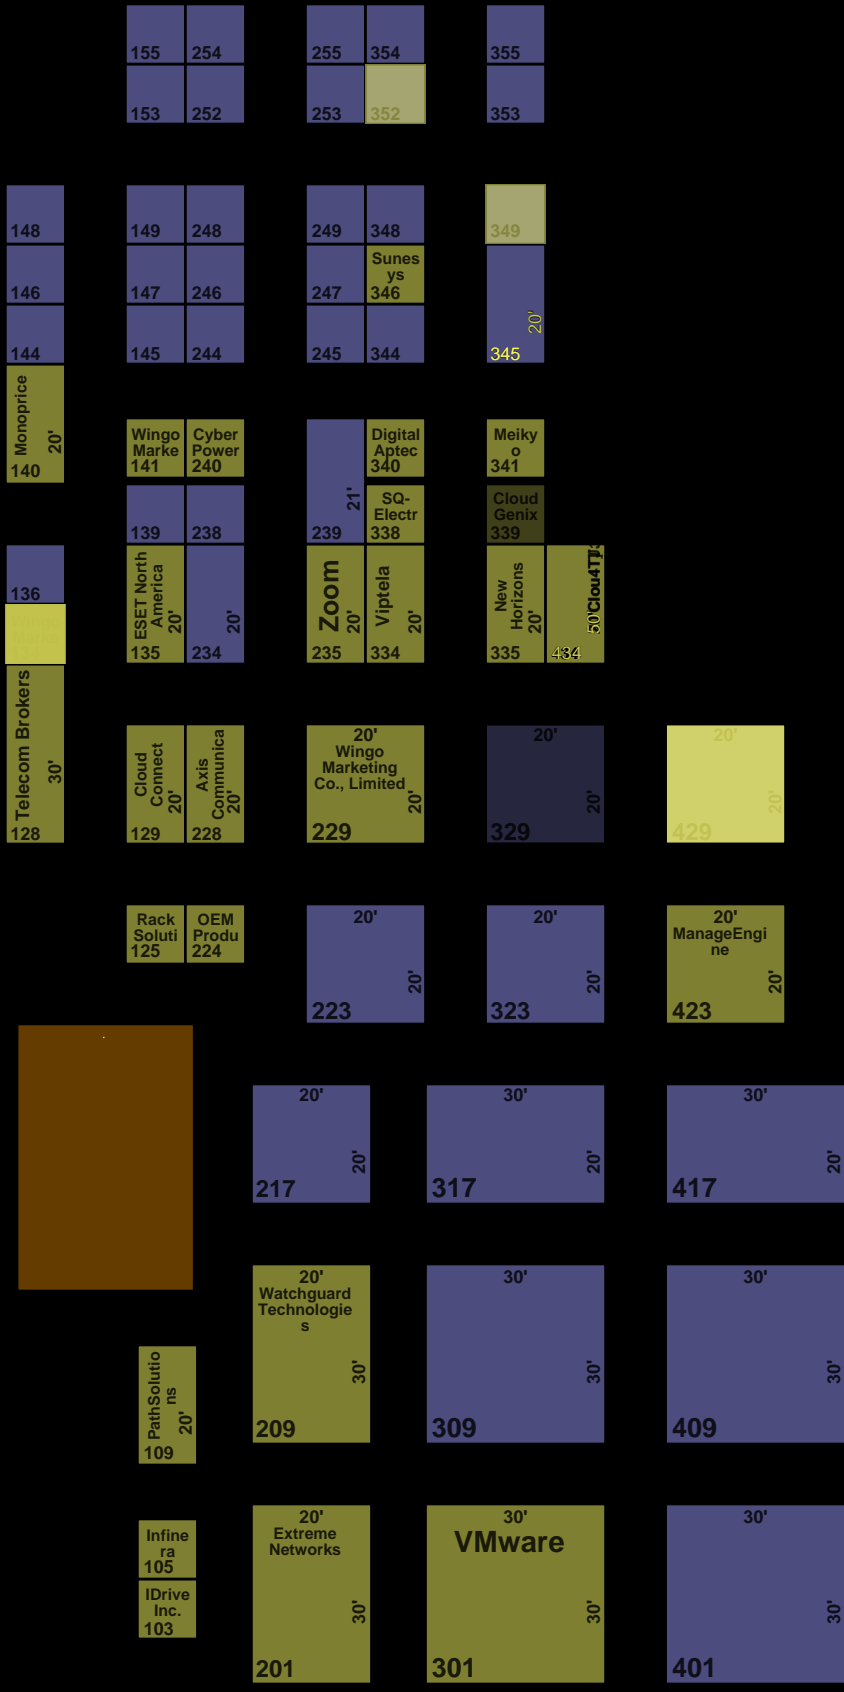 155 254 255 354 355
153 252 253 352 353
148 149 248 249 348 349
146 147 246 247
Sunes
ys
346
144 145 244 245 344
20'
345
Monoprice
20'
140
Wingo
Marke
141
Cyber
Power
240
21'
239
Digital
Aptec
340
Meiky
o
341
139 238
SQ-
Electr
338
Cloud
Genix
339
136
ESET North
America
20'
135
20'
234
Zoom
20'
235
Viptela
20'
334
New
Horizons
20'
335
50'
434
Telecom Brokers
30'
128
Cloud
Connect
20'
129
Axis
Communica
20'
228
20'
Wingo
Marketing
Co., Limited
20'
229
20'
20'
329
20'
20'
429
Rack
Soluti
125
OEM
Produ
224
20'
20'
223
20'
20'
323
20'
ManageEngi
ne
20'
423
20'
20'
217
30'
20'
317
30'
20'
417
20'
Watchguard
Technologie
s
30'
209
30'
30'
309
30'
30'
409
PathSolutio
ns
20'
109
Infine
ra
105
IDrive
Inc.
103
20'
Extreme
Networks
30'
201
30'
VMware
30'
301
30'
30'
401